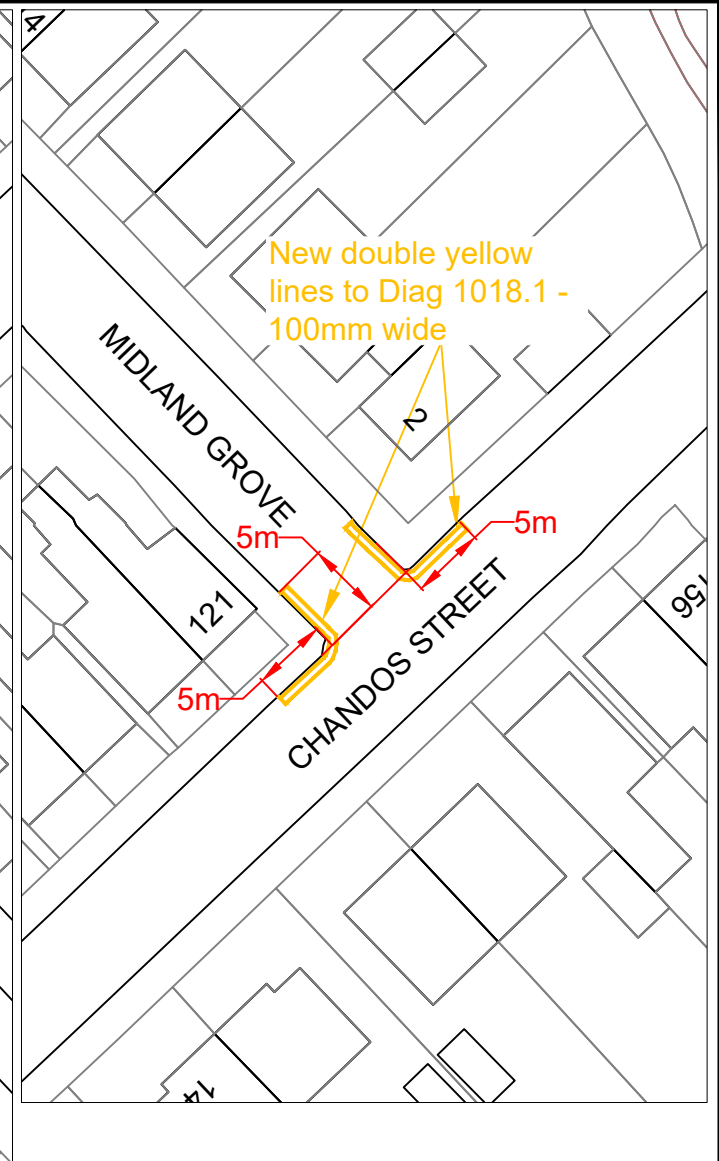 4
New double yellow
lines to Diag 1018.1 -
100mm wide
MIDLAND GROVE
2
5m
5m
CHANDOS STREET
121
156
5m
14